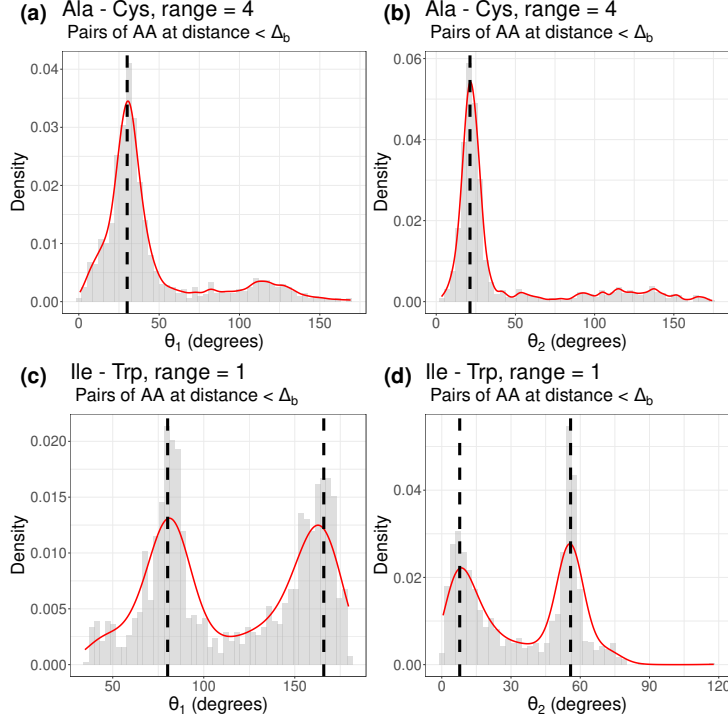 (a) Ala - Cys, range = 4
Pairs of AA at distance < Δb
0.04
0.03
0.02
0.01
0.00
Density
0 50 100 150
θ1 (degrees)
(b) Ala - Cys, range = 4
Pairs of AA at distance < Δb
0.06
0.04
0.02
0.00
Density
0 50 100 150
θ2 (degrees)
(c) Ile - Trp, range = 1
Pairs of AA at distance < Δb
0.020
0.015
0.010
0.005
0.000
Density
50 100 150
θ1 (degrees)
(d) Ile - Trp, range = 1
Pairs of AA at distance < Δb
0.04
0.02
0.00
Density
0 30 60 90 120
θ2 (degrees)